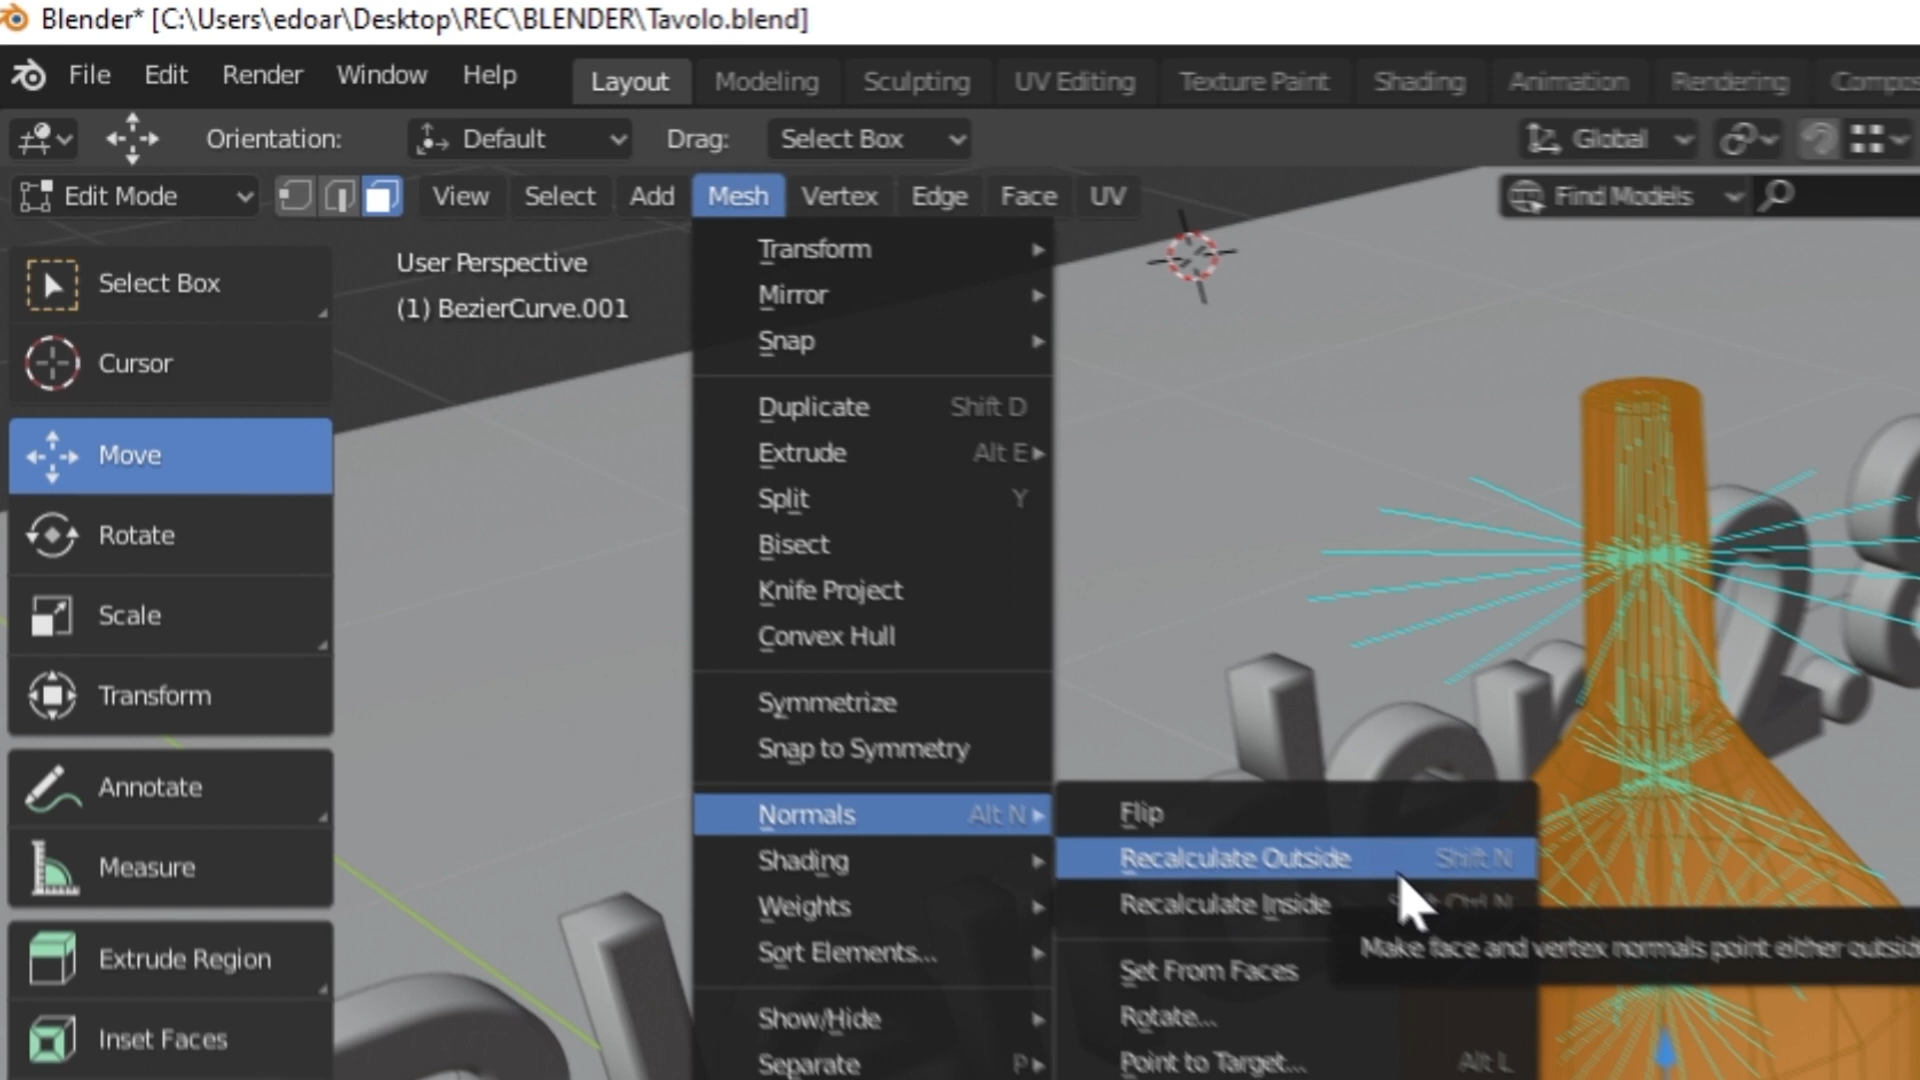 Blender* [C:\Users\edoar\Desktop\REC\BLENDER\Tavolo.blend]
File Edit Render Window Help Layout Modeling Sculpting UV Editing Texture Paint Shading Animation Rendering Compos
Orientation: Default Drag: Select Box Global
Edit Mode View Select Add Mesh Vertex Edge Face UV Find Models
Select Box
Cursor
Move
Rotate
Scale
Transform
Annotate
Measure
Extrude Region
Inset Faces
User Perspective
(1) BezierCurve.001
Transform
Mirror
Snap
Duplicate Shift D
Extrude Alt E
Split Y
Bisect
Knife Project
Convex Hull
Symmetrize
Snap to Symmetry
Normals Alt N
Shading
Weights
Sort Elements...
Show/Hide
Separate P
Flip
Recalculate Outside Shift N
Recalculate Inside Ctrl N
Make face and vertex normals point either outsid
Set From Faces
Rotate...
Point to Target... Alt L